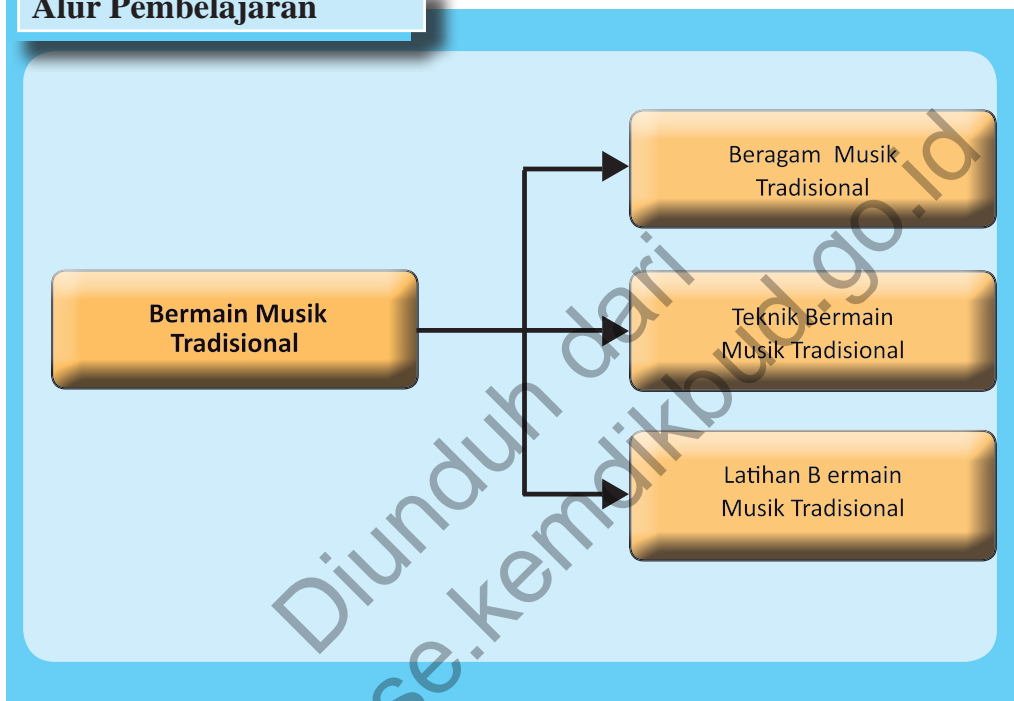 Alur Pembelajaran
Beragam  Musik
Tradisional
Bermain Musik
Tradisional
Teknik Bermain
Musik Tradisional
Latihan B ermain
Musik Tradisional
Diunduh dari
se.kemdikbud.go.id